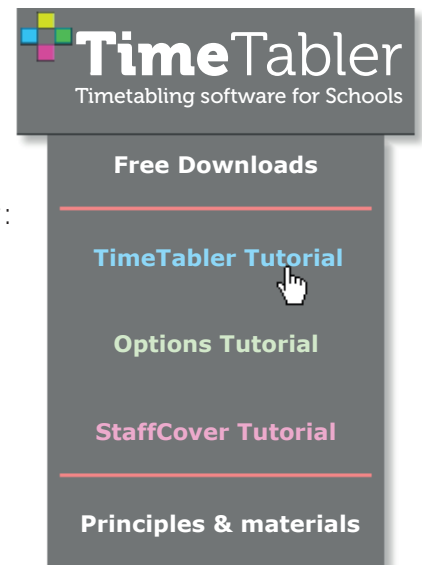 TimeTabler
Timetabling software for Schools
Free Downloads
:
TimeTabler Tutorial
Options Tutorial
StaffCover Tutorial
Principles & materials